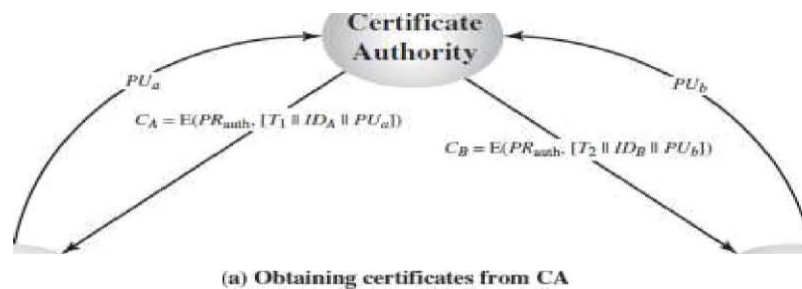 Certificate
Authority
PUa
PUb
CA = E(PRauth, [T1 || IDA || PUa])
CB = E(PRauth, [T2 || IDB || PUb])
(a) Obtaining certificates from CA